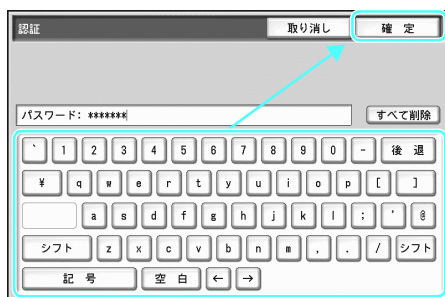 認証 取り消し 確 定
パスワード: ******* すべて削除
` 1 2 3 4 5 6 7 8 9 0 - 後 退
¥ q w e r t y u i o p [ ]
a s d f g h j k l ; ' @
シフト z x c v b n m , . / シフト
記 号 空 白 ← →